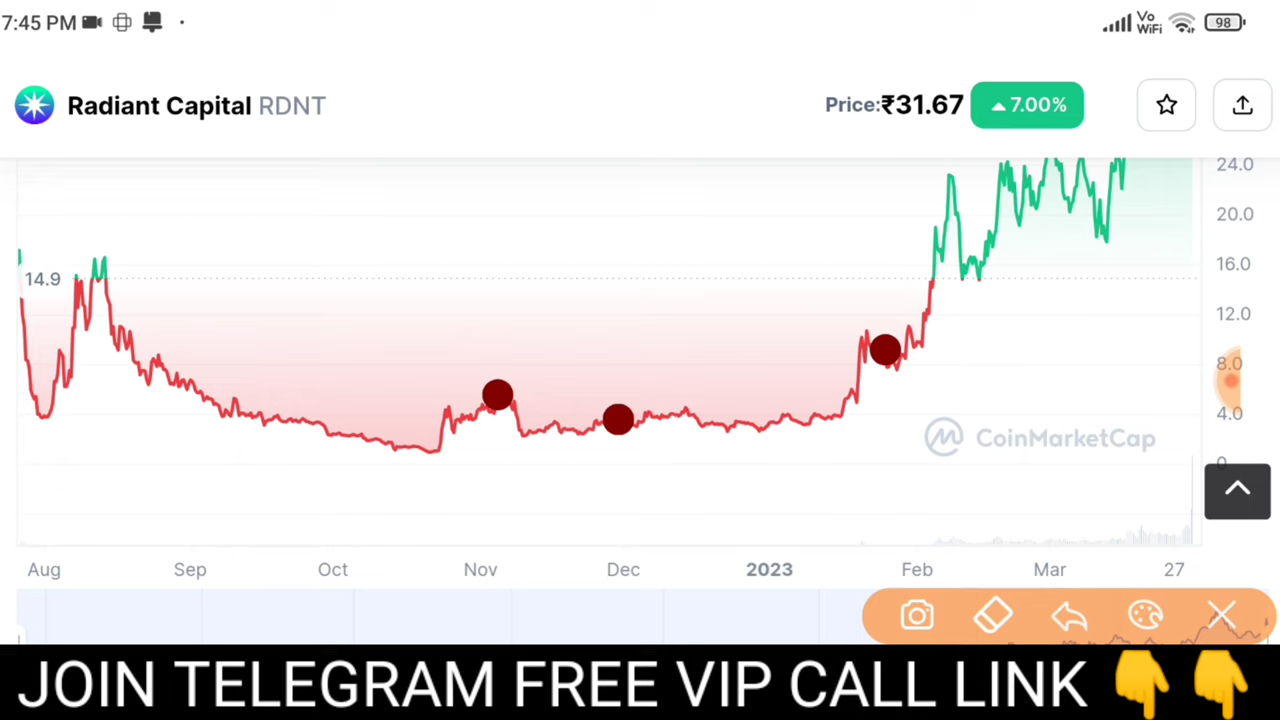 7:45 PM Vo WiFi 98
Radiant Capital RDNT Price:₹31.67 ▲7.00%
24.0
20.0
14.9 16.0
12.0
8.0
4.0
CoinMarketCap
0
Aug Sep Oct Nov Dec 2023 Feb Mar 27
JOIN TELEGRAM FREE VIP CALL LINK 👇👇